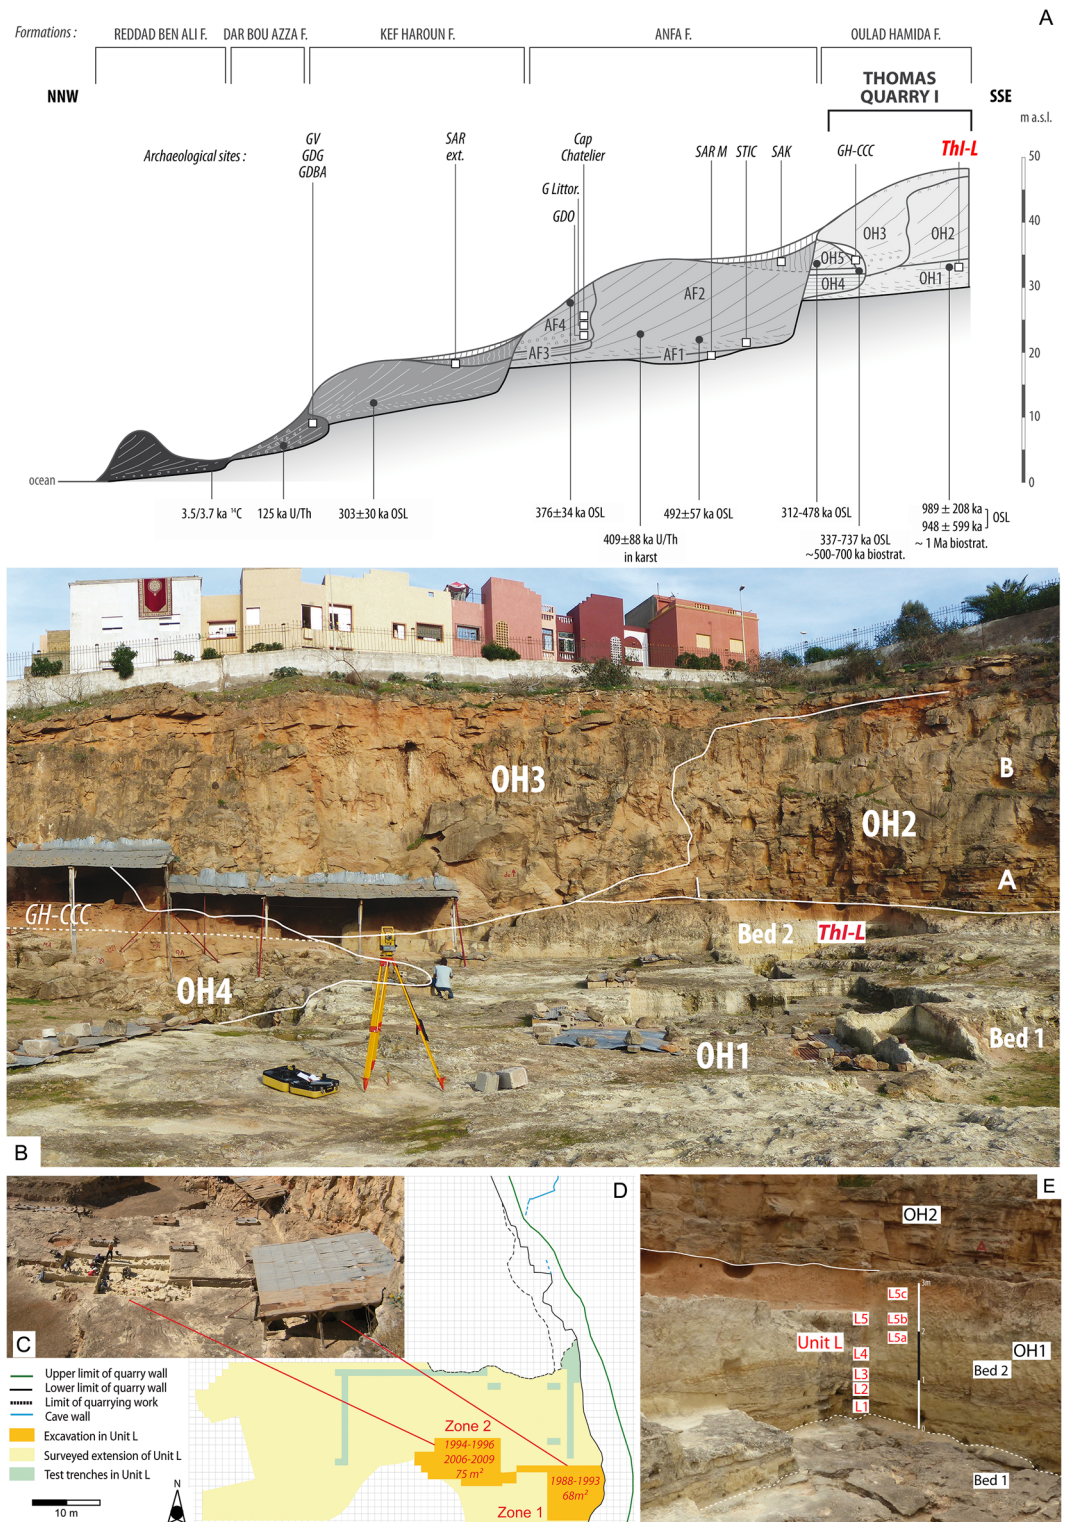 A
Formations :
REDDAD BEN ALI F.
DAR BOU AZZA F.
KEF HAROUN F.
ANFA F.
OULAD HAMIDA F.
THOMAS
QUARRY I
NNW
SSE
m a.s.l.
Archaeological sites :
GV
GDG
GDBA
SAR
ext.
Cap
Chatelier
G Littor.
GDO
SAR M
STIC
SAK
GH-CCC
ThI-L
50
40
30
20
10
0
OH3
OH2
OH5
OH4
OH1
AF2
AF4
AF3
AF1
ocean
3.5/3.7 ka ¹⁴C
125 ka U/Th
303±30 ka OSL
376±34 ka OSL
409±88 ka U/Th
in karst
492±57 ka OSL
312-478 ka OSL
337-737 ka OSL
~500-700 ka biostrat.
989 ± 208 ka
948 ± 599 ka
OSL
~ 1 Ma biostrat.
OH3
B
OH2
A
GH-CCC
Bed 2
ThI-L
OH4
OH1
Bed 1
B
C
D
Upper limit of quarry wall
Lower limit of quarry wall
Limit of quarrying work
Cave wall
Excavation in Unit L
Surveyed extension of Unit L
Test trenches in Unit L
10 m
N
Zone 2
1994-1996
2006-2009
75 m²
1988-1993
68m²
Zone 1
E
OH2
L5c
L5
L5b
L5a
Unit L
L4
L3
L2
L1
3m
2
1
OH1
Bed 2
Bed 1